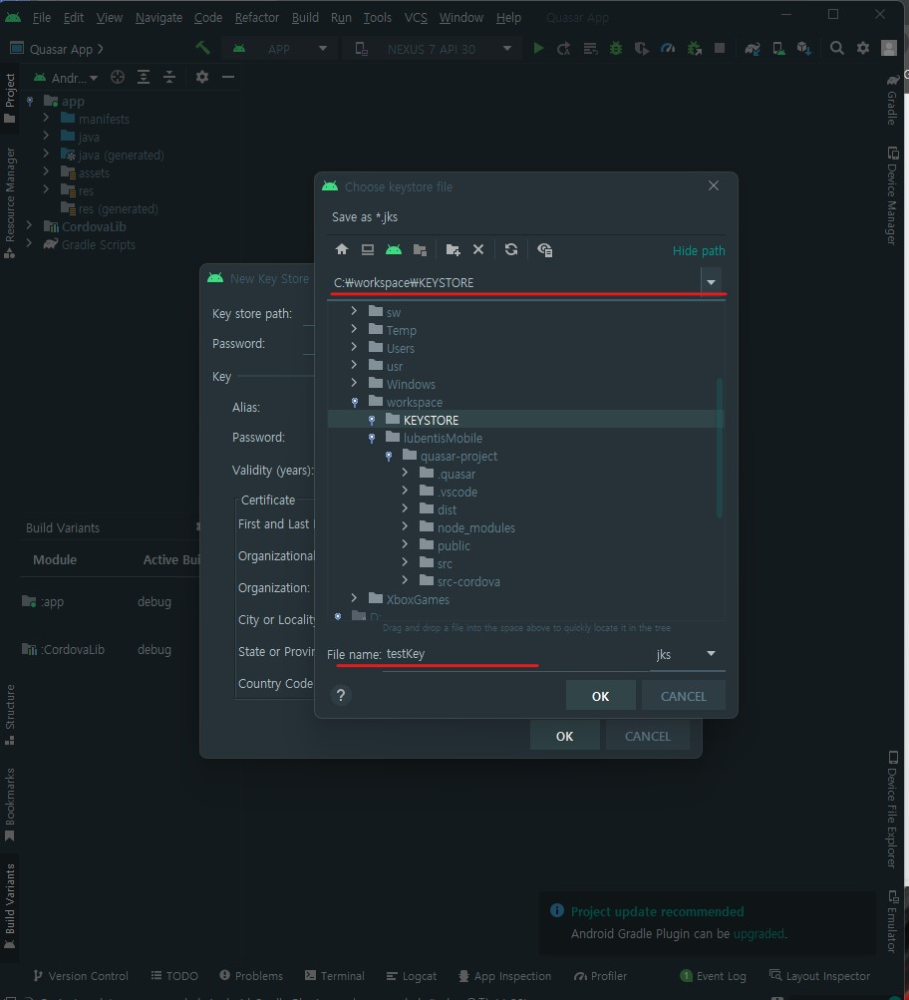 File Edit View Navigate Code Refactor Build Run Tools VCS Window Help Quasar App
Quasar App APP NEXUS 7 API 30
Project
Resource Manager
Structure
Bookmarks
Build Variants
Andr...
app
manifests
java
java (generated)
assets
res
res (generated)
CordovaLib
Gradle Scripts
Build Variants
Module Active Bui
:app debug
:CordovaLib debug
New Key Store
Key store path:
Password:
Key
Alias:
Password:
Validity (years):
Certificate
First and Last
Organizational
Organization:
City or Locality
State or Provin
Country Code
OK CANCEL
Choose keystore file
Save as *.jks
Hide path
C:₩workspace₩KEYSTORE
sw
Temp
Users
usr
Windows
workspace
KEYSTORE
lubentisMobile
quasar-project
.quasar
.vscode
dist
node_modules
public
src
src-cordova
XboxGames
D:
Drag and drop a file into the space above to quickly locate it in the tree
File name: testKey jks
? OK CANCEL
Gradle
Device Manager
Device File Explorer
Emulator
Project update recommended
Android Gradle Plugin can be upgraded.
Version Control TODO Problems Terminal Logcat App Inspection Profiler 1 Event Log Layout Inspector